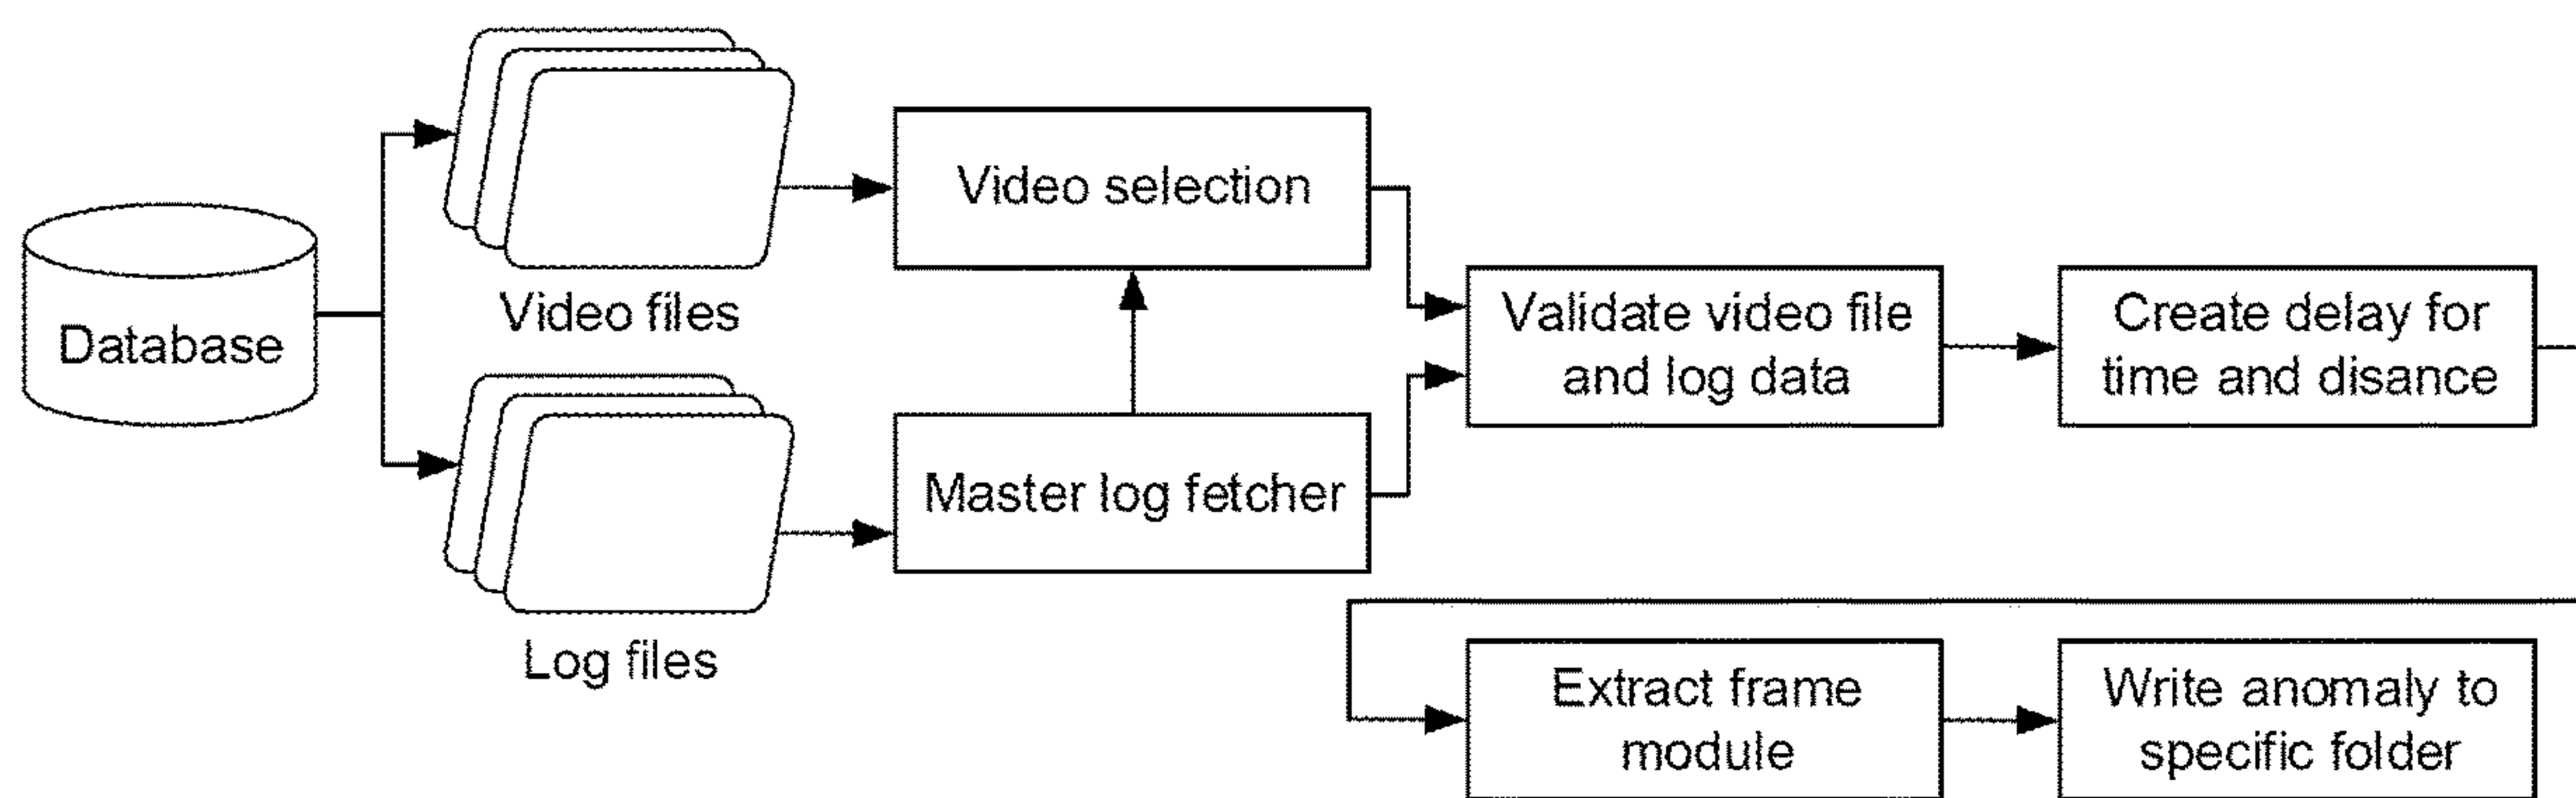 Database
Video files
Log files
Video selection
Master log fetcher
Validate video file
and log data
Create delay for
time and disance
Extract frame
module
Write anomaly to
specific folder